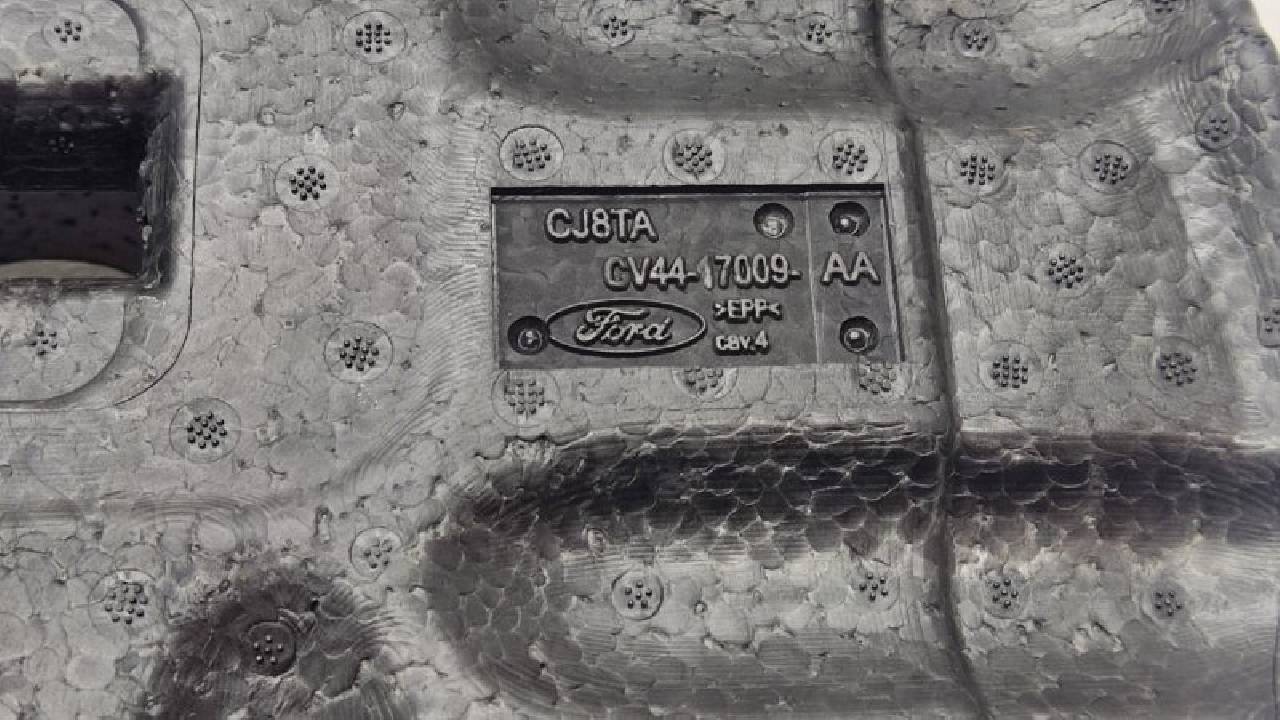 CJ8TA
CV44-17009- AA
>EPP<
Ford
cav.4